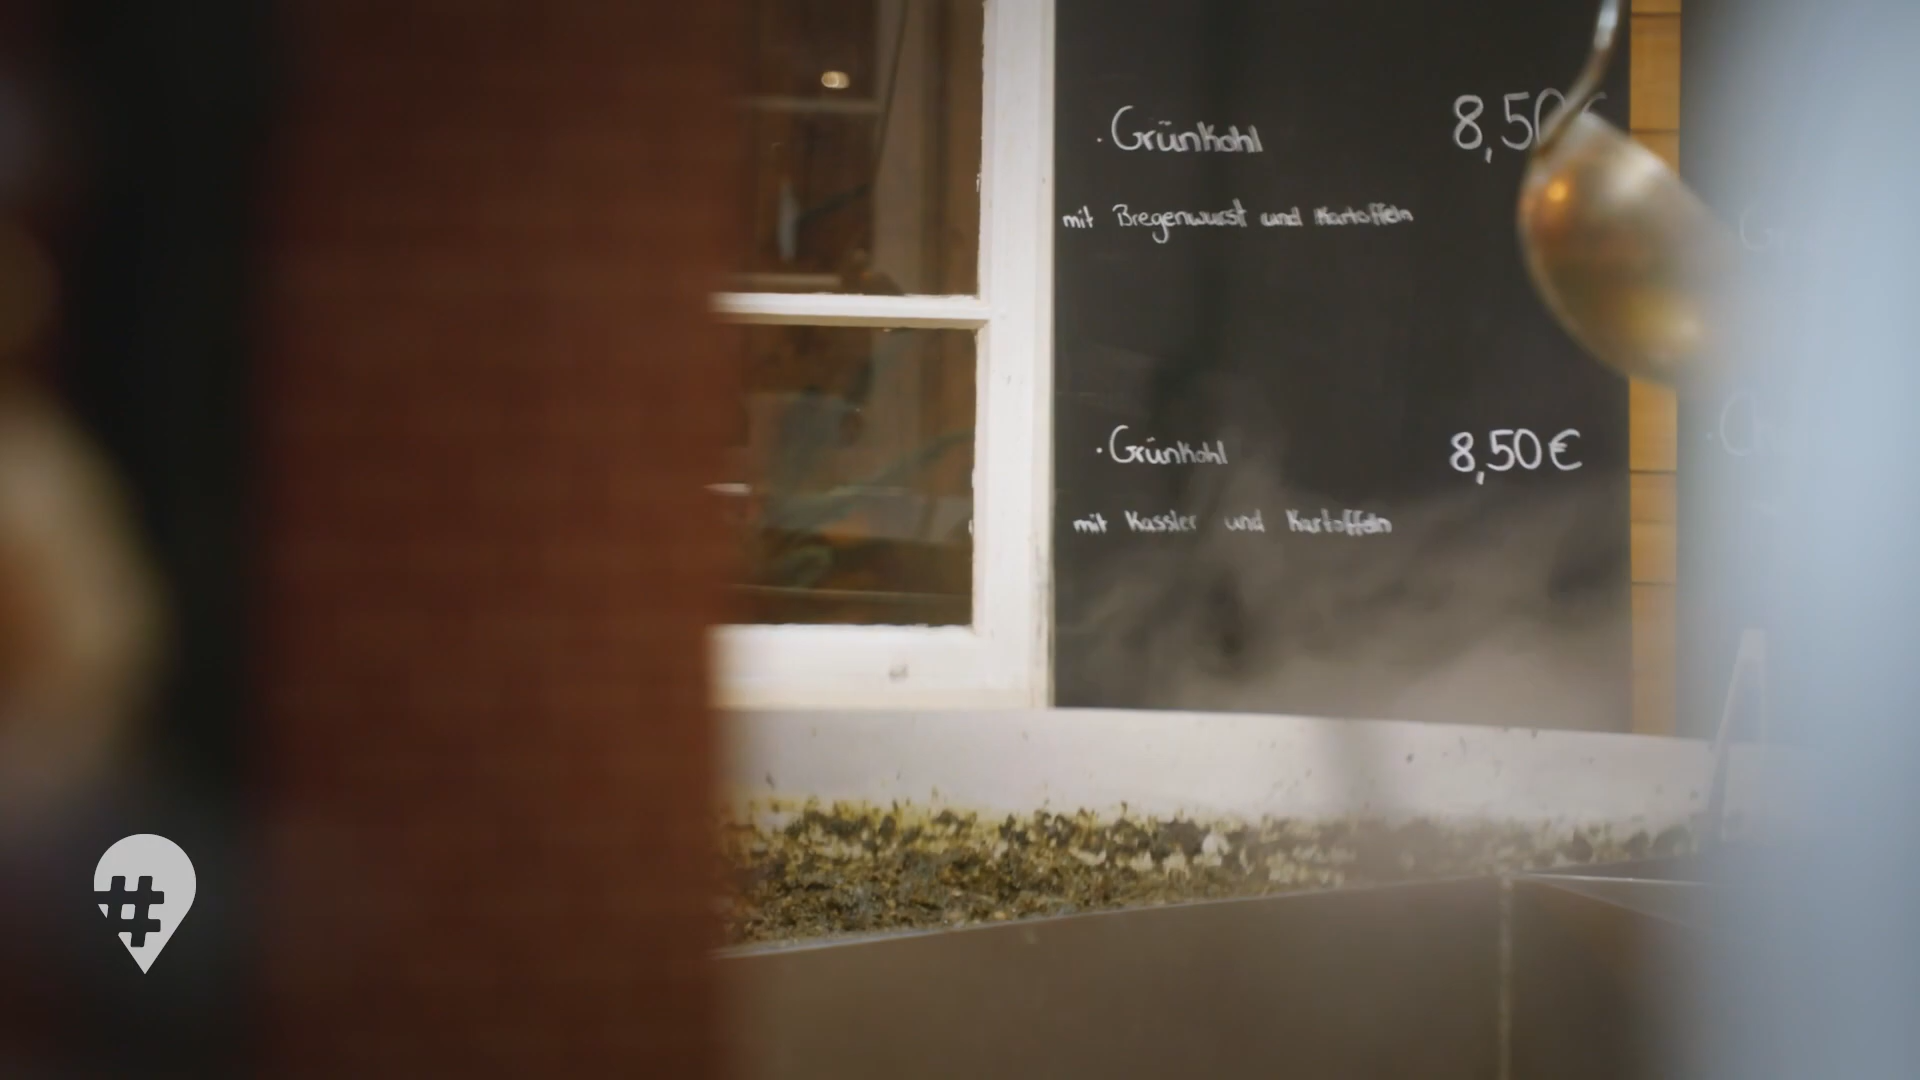 · Grünkohl 8,50€
mit Bregenwurst und Kartoffeln
· Grünkohl 8,50€
mit Kassler und Kartoffeln
#